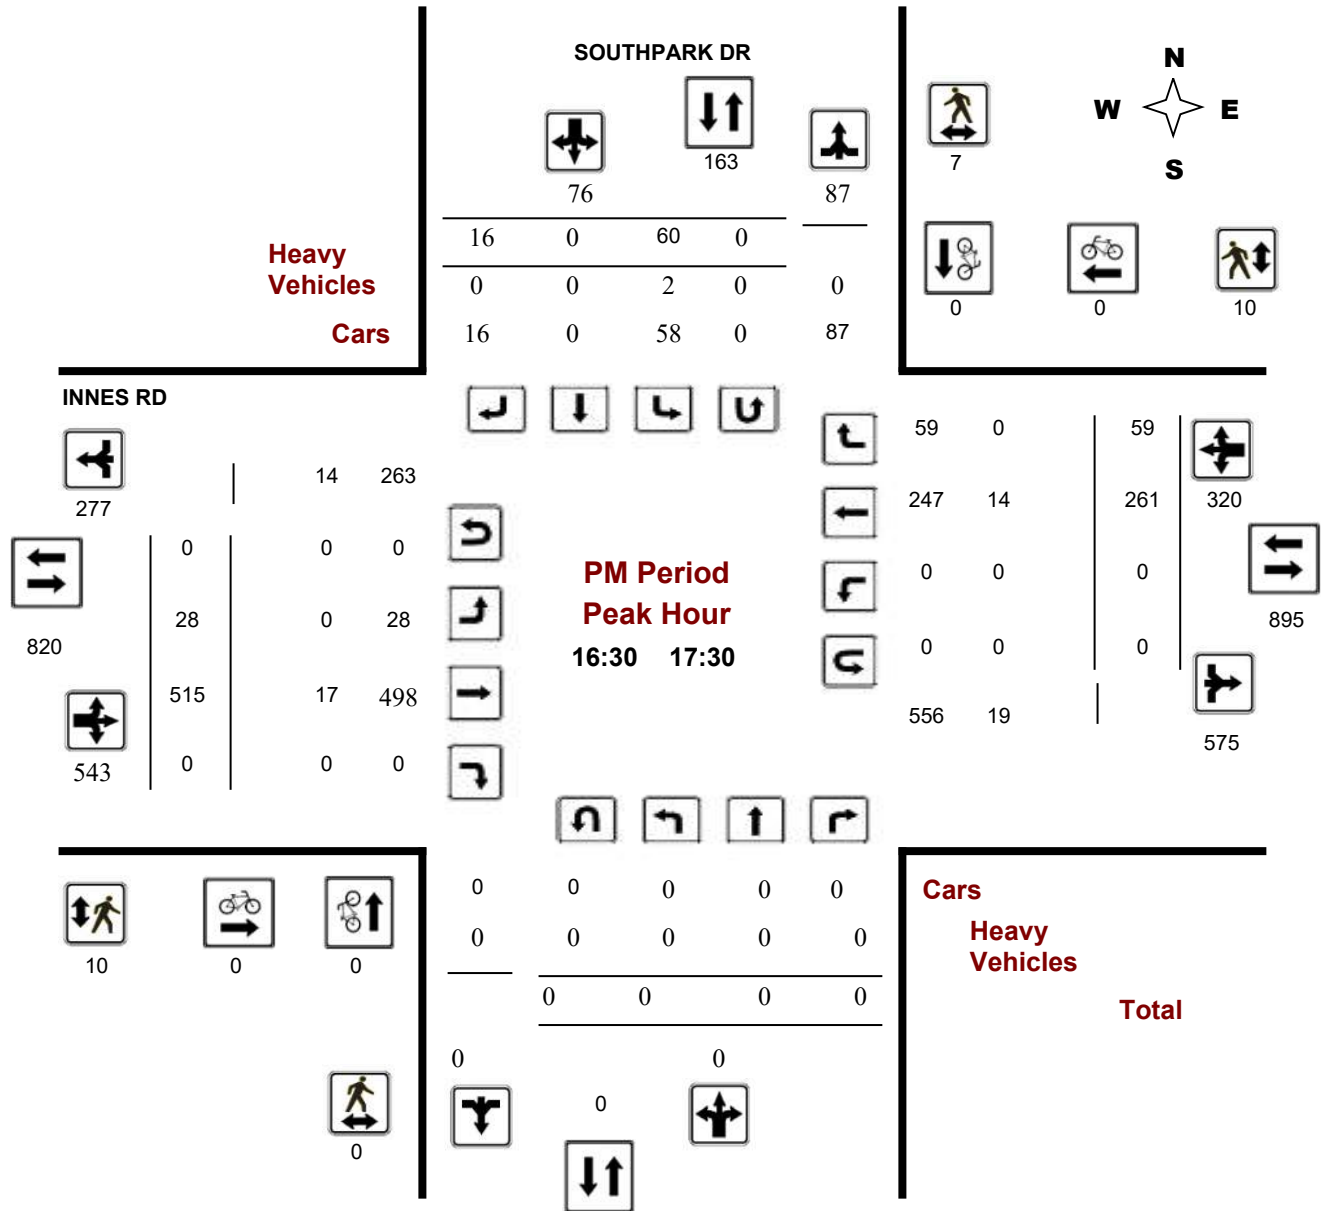 SOUTHPARK DR
N
W E
S
163
7
76
87
16 0 60 0
Heavy
Vehicles
0 0 2 0 0
0 0 10
Cars
16 0 58 0 87
INNES RD
59 0 59
14 263
277
247 14 261 320
0 0 0
PM Period
0 0 0
Peak Hour
28 0 28
895
820
16:30 17:30
0 0 0
515 17 498
556 19
575
543
0 0 0
0 0 0 0 0
Cars
0 0 0 0 0
Heavy
Vehicles
10 0 0
0 0 0 0
Total
0 0
0
0